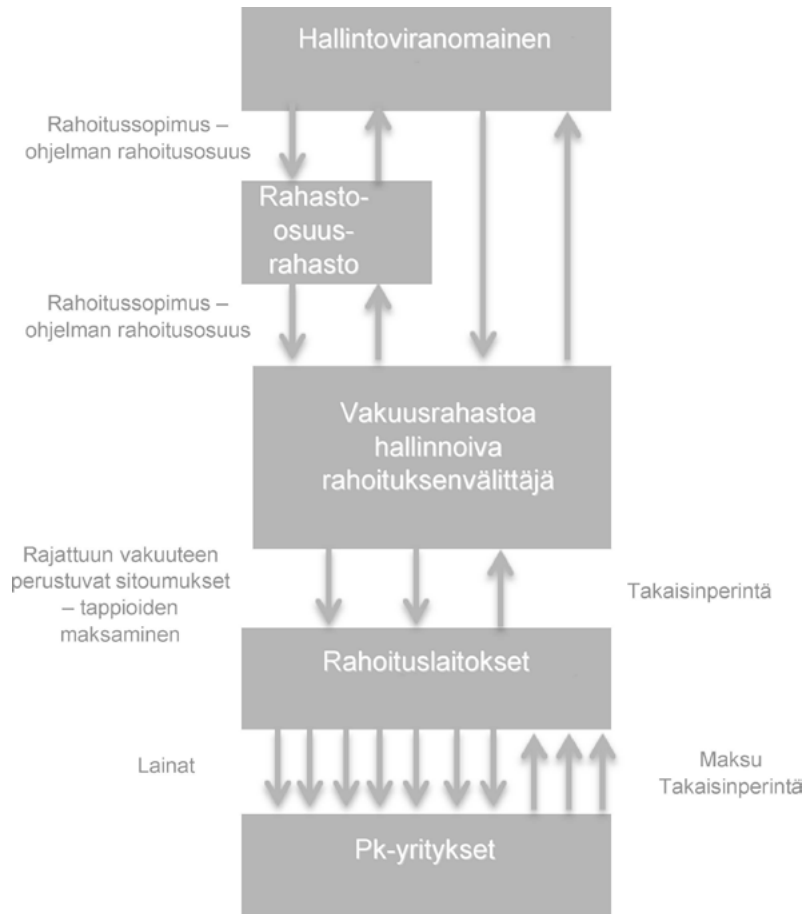 Hallintoviranomainen
Rahoitussopimus –
ohjelman rahoitusosuus
Rahasto-
osuus-
rahasto
Rahoitussopimus –
ohjelman rahoitusosuus
Vakuusrahastoa
hallinnoiva
rahoituksenvälittäjä
Rajattuun vakuuteen
perustuvat sitoumukset
– tappioiden
maksaminen
Takaisinperintä
Rahoituslaitokset
Lainat
Maksu
Takaisinperintä
Pk-yritykset